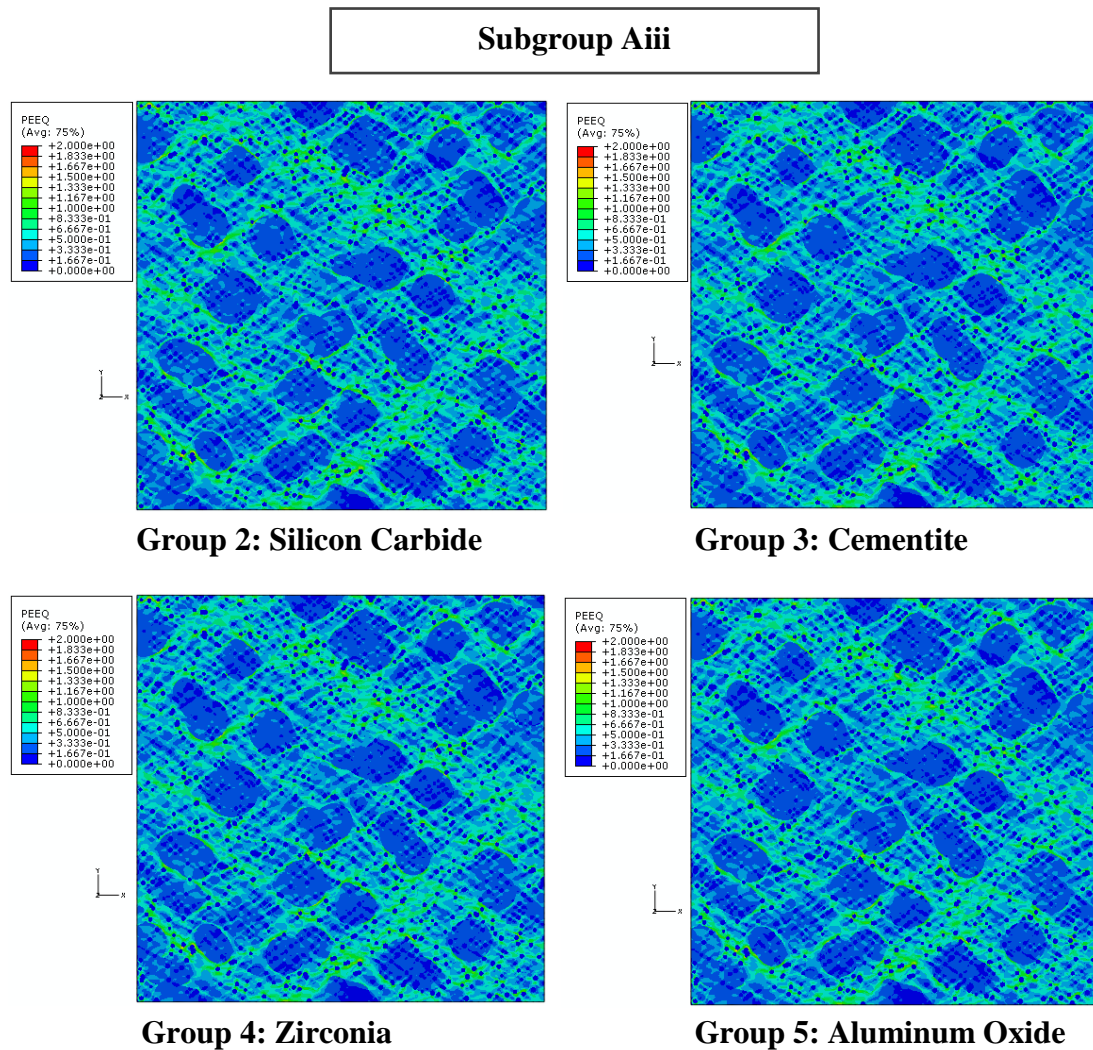 Subgroup Aiii
PEEQ
(Avg: 75%)
+2.000e+00
+1.833e+00
+1.667e+00
+1.500e+00
+1.333e+00
+1.167e+00
+1.000e+00
+8.333e-01
+6.667e-01
+5.000e-01
+3.333e-01
+1.667e-01
+0.000e+00
Y
Z X
Group 2: Silicon Carbide
PEEQ
(Avg: 75%)
+2.000e+00
+1.833e+00
+1.667e+00
+1.500e+00
+1.333e+00
+1.167e+00
+1.000e+00
+8.333e-01
+6.667e-01
+5.000e-01
+3.333e-01
+1.667e-01
+0.000e+00
Y
Z X
Group 3: Cementite
PEEQ
(Avg: 75%)
+2.000e+00
+1.833e+00
+1.667e+00
+1.500e+00
+1.333e+00
+1.167e+00
+1.000e+00
+8.333e-01
+6.667e-01
+5.000e-01
+3.333e-01
+1.667e-01
+0.000e+00
Y
Z X
Group 4: Zirconia
PEEQ
(Avg: 75%)
+2.000e+00
+1.833e+00
+1.667e+00
+1.500e+00
+1.333e+00
+1.167e+00
+1.000e+00
+8.333e-01
+6.667e-01
+5.000e-01
+3.333e-01
+1.667e-01
+0.000e+00
Y
Z X
Group 5: Aluminum Oxide